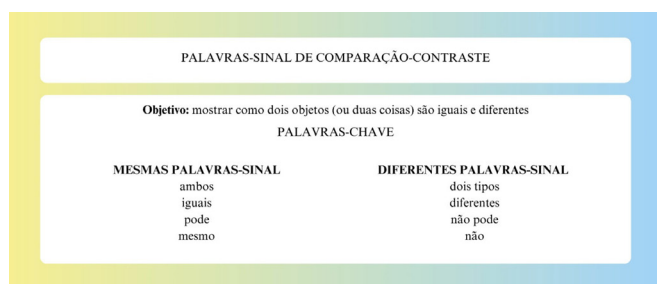 PALAVRAS-SINAL DE COMPARAÇÃO-CONTRASTE
Objetivo: mostrar como dois objetos (ou duas coisas) são iguais e diferentes
PALAVRAS-CHAVE
MESMAS PALAVRAS-SINAL
ambos
iguais
pode
mesmo
DIFERENTES PALAVRAS-SINAL
dois tipos
diferentes
não pode
não